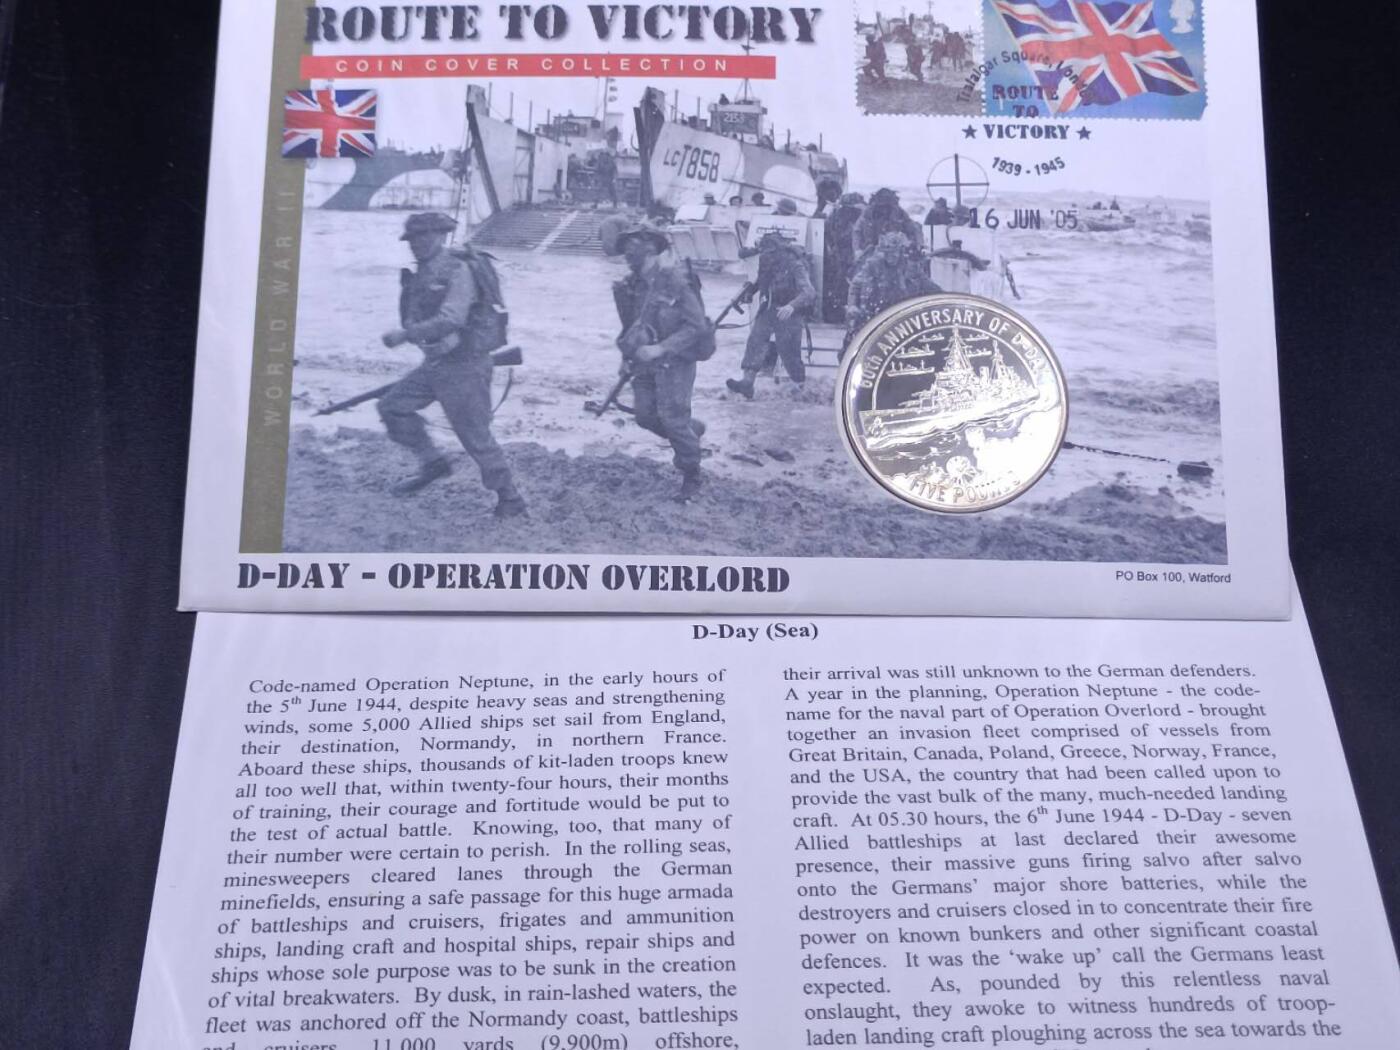 ROUTE TO VICTORY
COIN COVER COLLECTION
WORLD WAR II
LCT858
Trafalgar Square, London
ROUTE
TO
★ VICTORY ★
1939 - 1945
16 JUN '05
60th ANNIVERSARY OF D-DAY
FIVE POUNDS
D-DAY - OPERATION OVERLORD
PO Box 100, Watford
D-Day (Sea)
Code-named Operation Neptune, in the early hours of
the 5th June 1944, despite heavy seas and strengthening
winds, some 5,000 Allied ships set sail from England,
their destination, Normandy, in northern France.
Aboard these ships, thousands of kit-laden troops knew
all too well that, within twenty-four hours, their months
of training, their courage and fortitude would be put to
the test of actual battle. Knowing, too, that many of
their number were certain to perish. In the rolling seas,
minesweepers cleared lanes through the German
minefields, ensuring a safe passage for this huge armada
of battleships and cruisers, frigates and ammunition
ships, landing craft and hospital ships, repair ships and
ships whose sole purpose was to be sunk in the creation
of vital breakwaters. By dusk, in rain-lashed waters, the
fleet was anchored off the Normandy coast, battleships
and cruisers 11,000 yards (9,900m) offshore,
their arrival was still unknown to the German defenders.
A year in the planning, Operation Neptune - the code-
name for the naval part of Operation Overlord - brought
together an invasion fleet comprised of vessels from
Great Britain, Canada, Poland, Greece, Norway, France,
and the USA, the country that had been called upon to
provide the vast bulk of the many, much-needed landing
craft. At 05.30 hours, the 6th June 1944 - D-Day - seven
Allied battleships at last declared their awesome
presence, their massive guns firing salvo after salvo
onto the Germans' major shore batteries, while the
destroyers and cruisers closed in to concentrate their fire
power on known bunkers and other significant coastal
defences. It was the 'wake up' call the Germans least
expected. As, pounded by this relentless naval
onslaught, they awoke to witness hundreds of troop-
laden landing craft ploughing across the sea towards the